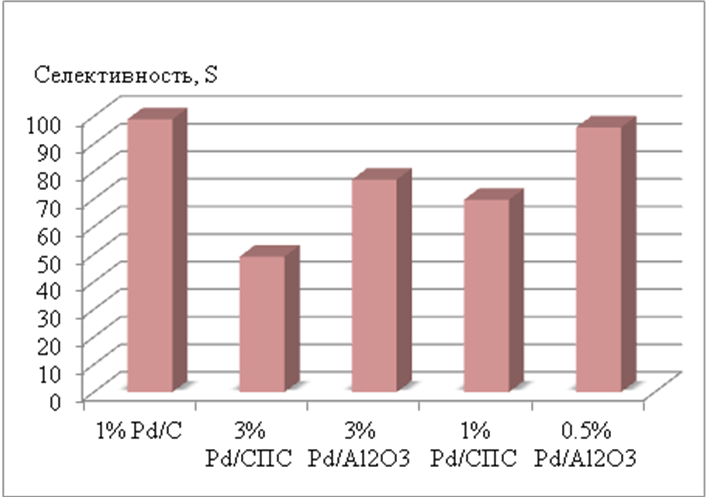 Селективность, S
100
90
80
70
60
50
40
30
20
10
0
1% Pd/C
3% Pd/СПС
3% Pd/Al2O3
1% Pd/СПС
0.5% Pd/Al2O3